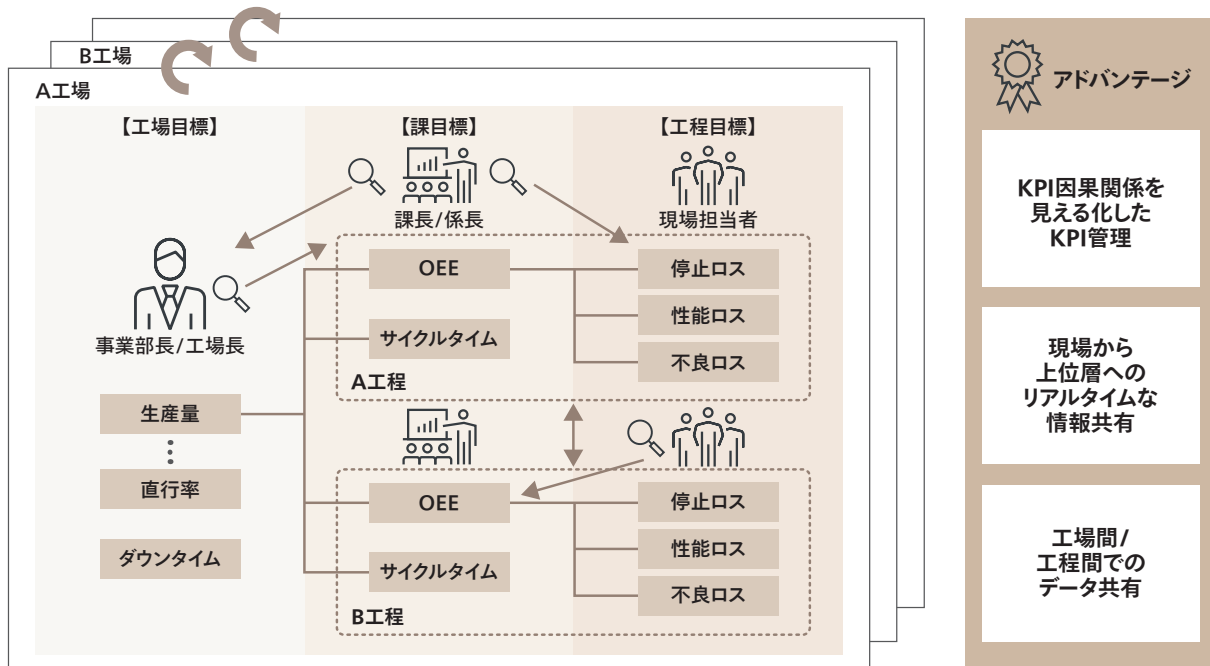 B工場
A工場
【工場目標】
【課目標】
【工程目標】
課長/係長
現場担当者
事業部長/工場長
OEE
サイクルタイム
A工程
停止ロス
性能ロス
不良ロス
生産量
直行率
ダウンタイム
OEE
サイクルタイム
B工程
停止ロス
性能ロス
不良ロス
アドバンテージ
KPI因果関係を
見える化した
KPI管理
現場から
上位層への
リアルタイムな
情報共有
工場間/
工程間での
データ共有